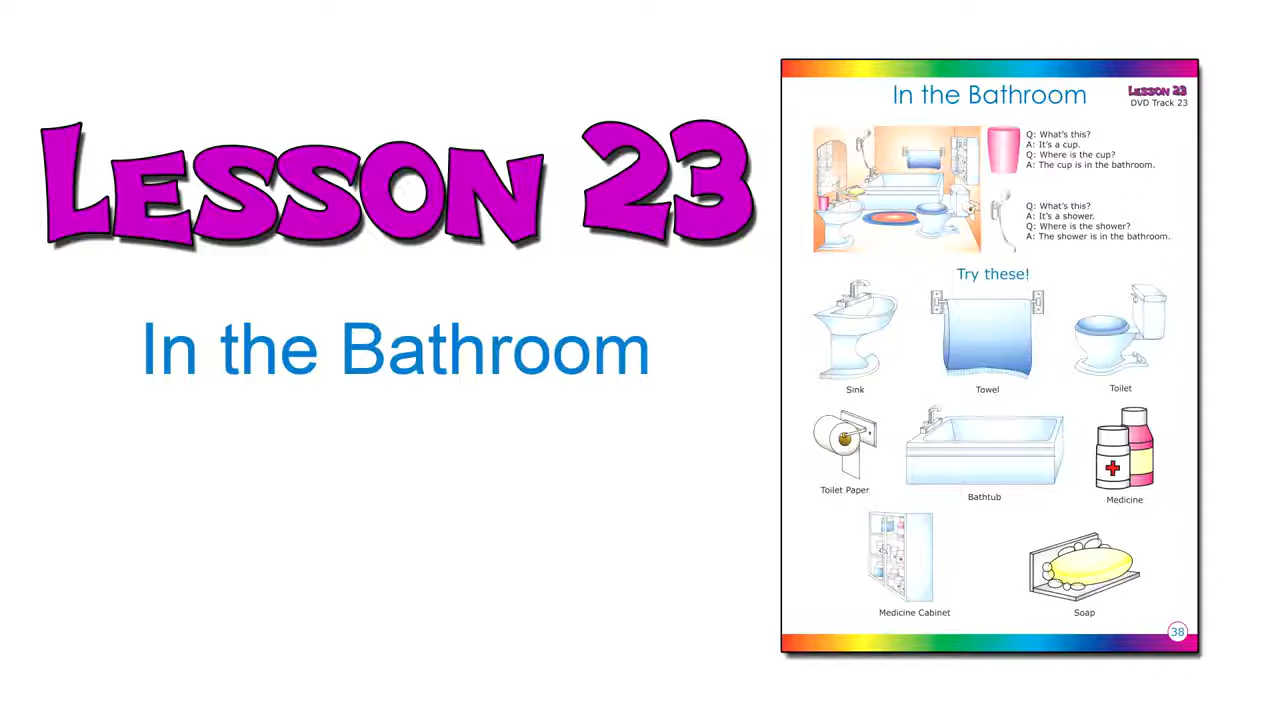 LESSON 23
In the Bathroom
In the Bathroom
LESSON 23
DVD Track 23
Q: What's this?
A: It's a cup.
Q: Where is the cup?
A: The cup is in the bathroom.
Q: What's this?
A: It's a shower.
Q: Where is the shower?
A: The shower is in the bathroom.
Try these!
Sink
Towel
Toilet
Toilet Paper
Bathtub
Medicine
Medicine Cabinet
Soap
38